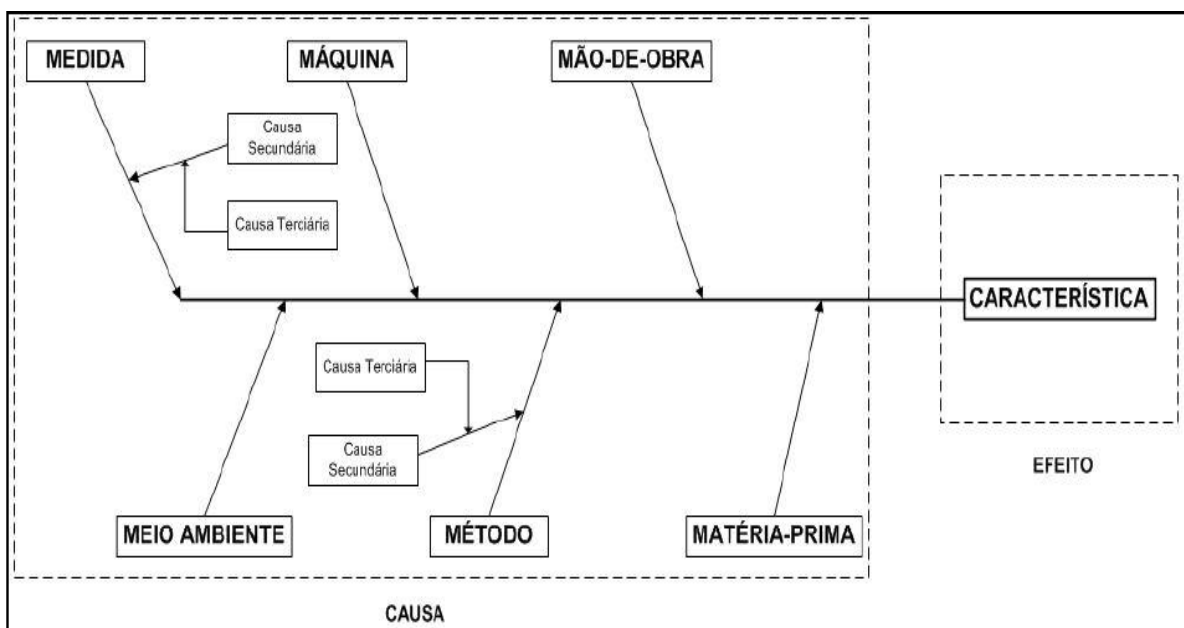 MEDIDA
MÁQUINA
MÃO-DE-OBRA
Causa
Secundária
Causa Terciária
CARACTERÍSTICA
Causa Terciária
Causa
Secundária
EFEITO
MEIO AMBIENTE
MÉTODO
MATÉRIA-PRIMA
CAUSA